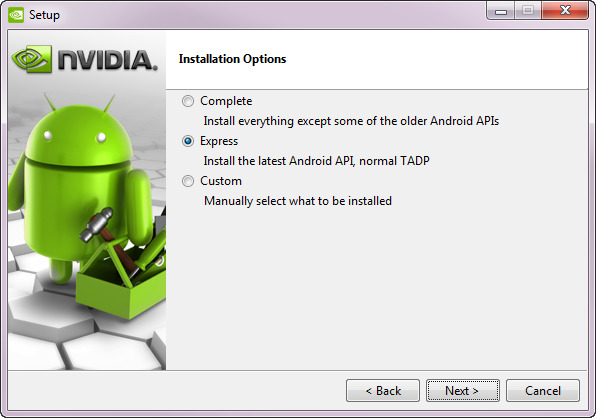 Setup
NVIDIA.
Installation Options
Complete
Install everything except some of the older Android APIs
Express
Install the latest Android API, normal TADP
Custom
Manually select what to be installed
< Back
Next >
Cancel